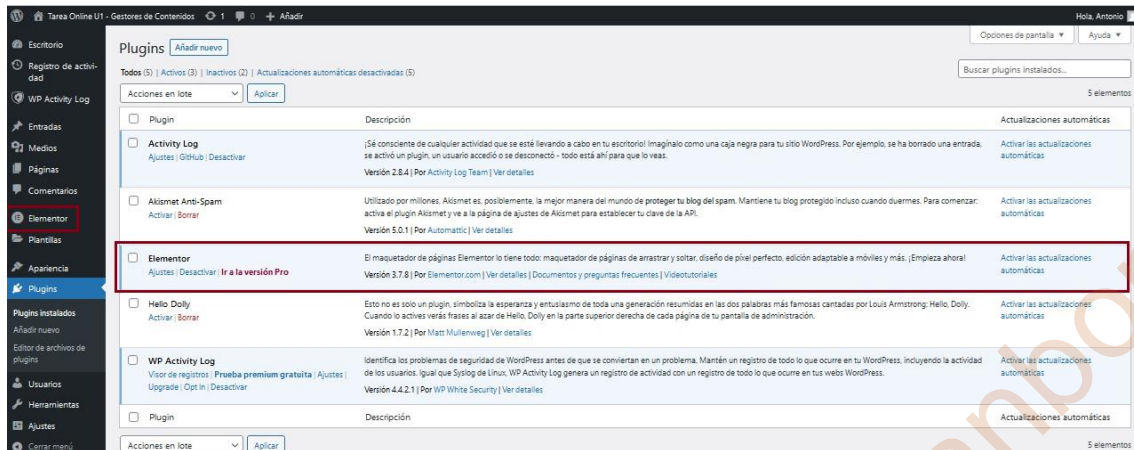 Tarea Online U1 - Gestores de Contenidos 1 0 + Añadir Hola, Antonio
Opciones de pantalla Ayuda
Escritorio
Registro de activi-
dad
WP Activity Log
Entradas
Medios
Páginas
Comentarios
Elementor
Plantillas
Apariencia
Plugins
Plugins instalados
Añadir nuevo
Editor de archivos de
plugins
Usuarios
Herramientas
Ajustes
Cerrar menú
Plugins Añadir nuevo
Todos (5) | Activos (3) | Inactivos (2) | Actualizaciones automáticas desactivadas (5)
Buscar plugins instalados...
Acciones en lote Aplicar 5 elementos
Plugin Descripción Actualizaciones automáticas
Activity Log
Ajustes | GitHub | Desactivar
¡Sé consciente de cualquier actividad que se esté llevando a cabo en tu escritorio! Imagínalo como una caja negra para tu sitio WordPress. Por ejemplo, se ha borrado una entrada,
se activó un plugin, un usuario accedió o se desconectó - todo está ahí para que lo veas.
Versión 2.8.4 | Por Activity Log Team | Ver detalles
Activar las actualizaciones
automáticas
Akismet Anti-Spam
Activar | Borrar
Utilizado por millones, Akismet es, posiblemente, la mejor manera del mundo de proteger tu blog del spam. Mantiene tu blog protegido incluso cuando duermes. Para comenzar:
activa el plugin Akismet y ve a la página de ajustes de Akismet para establecer tu clave de la API.
Versión 5.0.1 | Por Automattic | Ver detalles
Activar las actualizaciones
automáticas
Elementor
Ajustes | Desactivar | Ir a la versión Pro
El maquetador de páginas Elementor lo tiene todo: maquetador de páginas de arrastrar y soltar, diseño de píxel perfecto, edición adaptable a móviles y más. ¡Empieza ahora!
Versión 3.7.8 | Por Elementor.com | Ver detalles | Documentos y preguntas frecuentes | Videotutoriales
Activar las actualizaciones
automáticas
Hello Dolly
Activar | Borrar
Esto no es solo un plugin, simboliza la esperanza y entusiasmo de toda una generación resumidas en las dos palabras más famosas cantadas por Louis Armstrong: Hello, Dolly.
Cuando lo actives verás frases al azar de Hello, Dolly en la parte superior derecha de cada página de tu pantalla de administración.
Versión 1.7.2 | Por Matt Mullenweg | Ver detalles
Activar las actualizaciones
automáticas
WP Activity Log
Visor de registros | Prueba premium gratuita | Ajustes |
Upgrade | Opt In | Desactivar
Identifica los problemas de seguridad de WordPress antes de que se conviertan en un problema. Mantén un registro de todo lo que ocurre en tu WordPress, incluyendo la actividad
de los usuarios. Igual que Syslog de Linux, WP Activity Log genera un registro de actividad con un registro de todo lo que ocurre en tus webs WordPress.
Versión 4.4.2.1 | Por WP White Security | Ver detalles
Activar las actualizaciones
automáticas
Plugin Descripción Actualizaciones automáticas
Acciones en lote Aplicar 5 elementos